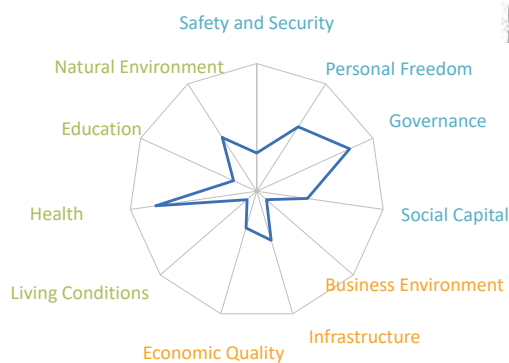 Safety and Security
Natural Environment
Personal Freedom
Education
Governance
Health
Social Capital
Living Conditions
Business Environment
Infrastructure
Economic Quality